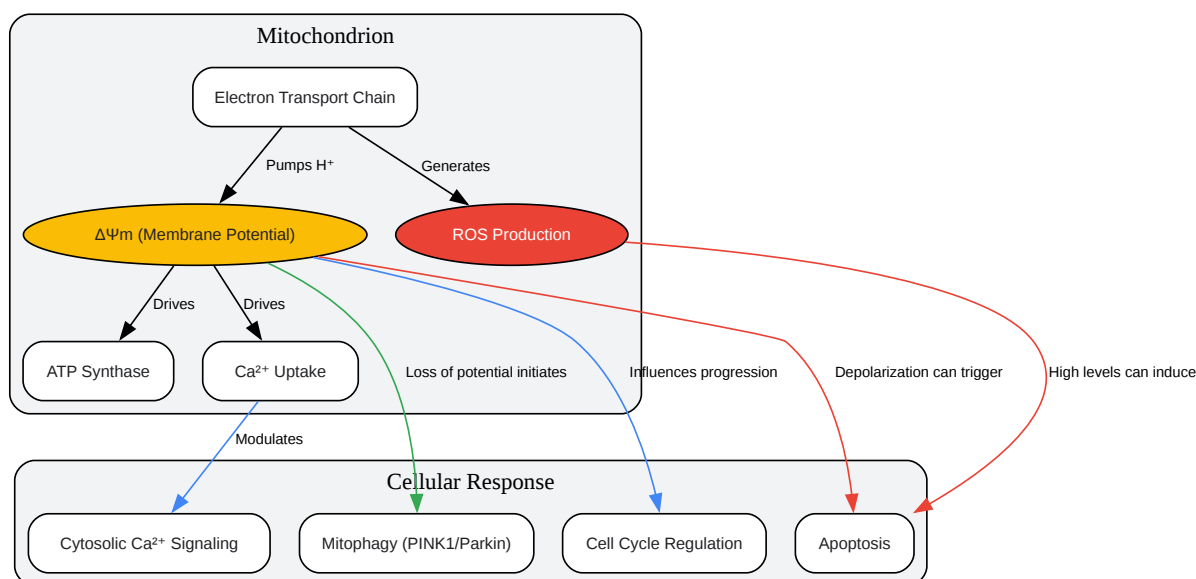 Mitochondrion
Electron Transport Chain
Pumps H⁺
Generates
ΔΨm (Membrane Potential)
ROS Production
Drives
Drives
ATP Synthase
Ca²⁺ Uptake
Loss of potential initiates
Influences progression
Depolarization can trigger
High levels can induce
Modulates
Cellular Response
Cytosolic Ca²⁺ Signaling
Mitophagy (PINK1/Parkin)
Cell Cycle Regulation
Apoptosis